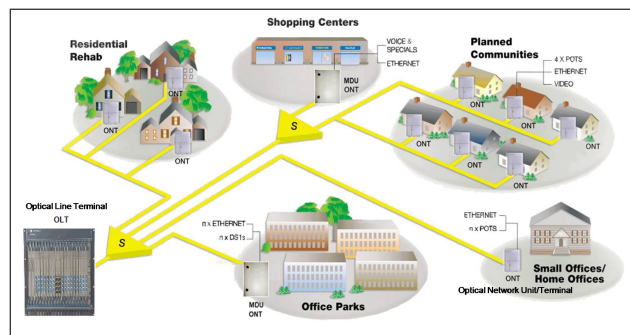 Residential
Rehab
ONT
ONT
ONT
Shopping Centers
VOICE &
SPECIALS
ETHERNET
MDU
ONT
Planned
Communities
4 X POTS
ETHERNET
VIDEO
ONT
ONT
ONT
ONT
ONT
ONT
S
Optical Line Terminal
OLT
S
n x ETHERNET
n x DS1s
MDU
ONT
Office Parks
ETHERNET
n x POTS
ONT
Small Offices/
Home Offices
Optical Network Unit/Terminal